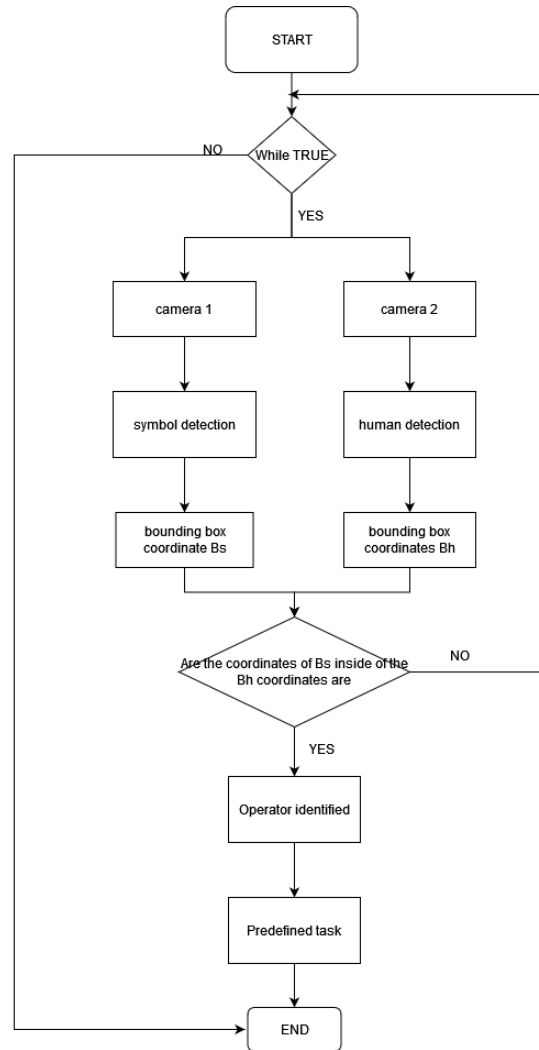 START
NO
While TRUE
YES
camera 1
camera 2
symbol detection
human detection
bounding box
coordinate Bs
bounding box
coordinates Bh
Are the coordinates of Bs inside of the
Bh coordinates are
NO
YES
Operator identified
Predefined task
END